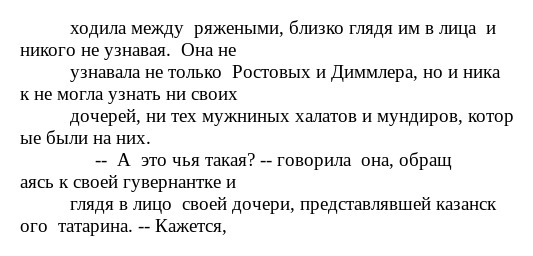 ходила между  ряжеными, близко глядя им в лица  и
никого не узнавая.  Она не
узнавала не только  Ростовых и Диммлера, но и ника
к не могла узнать ни своих
дочерей, ни тех мужниных халатов и мундиров, котор
ые были на них.
--  А  это чья такая? -- говорила  она, обращ
аясь к своей гувернантке и
глядя в лицо  своей дочери, представлявшей казанск
ого  татарина. -- Кажется,